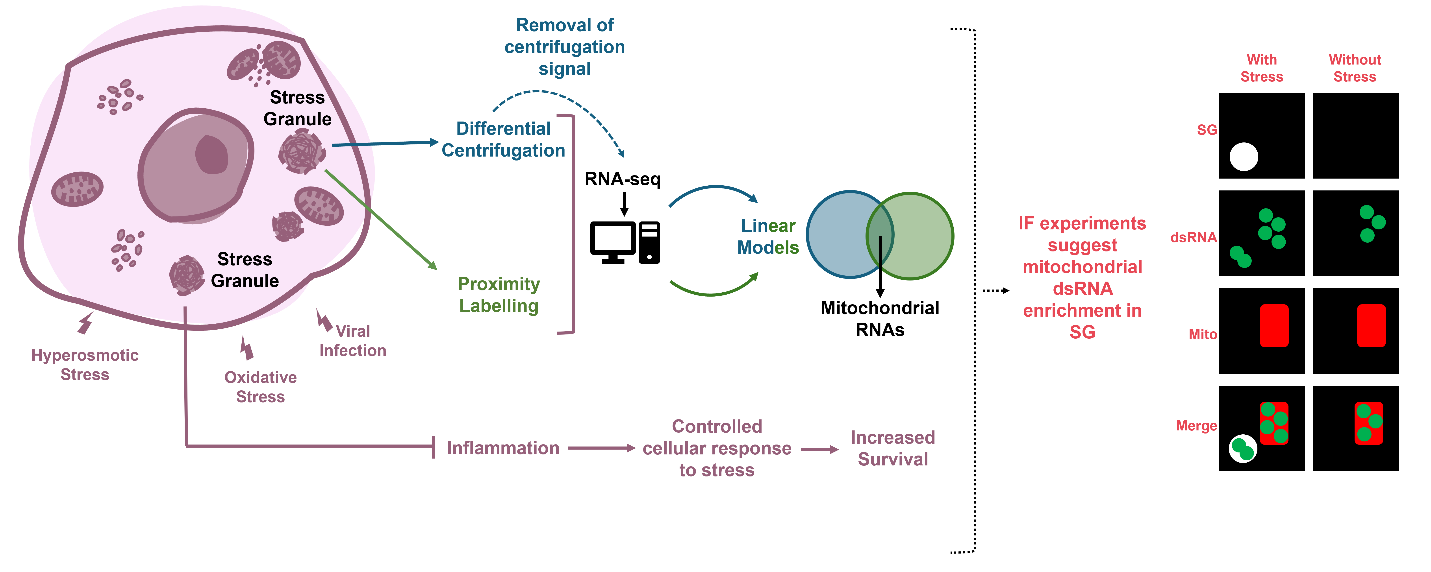 Stress
Granule
Stress
Granule
Hyperosmotic
Stress
Oxidative
Stress
Viral
Infection
Removal of
centrifugation
signal
Differential
Centrifugation
Proximity
Labelling
RNA-seq
Linear
Models
Mitochondrial
RNAs
Inflammation
Controlled
cellular response
to stress
Increased
Survival
IF experiments
suggest
mitochondrial
dsRNA
enrichment in
SG
With
Stress
Without
Stress
SG
dsRNA
Mito
Merge